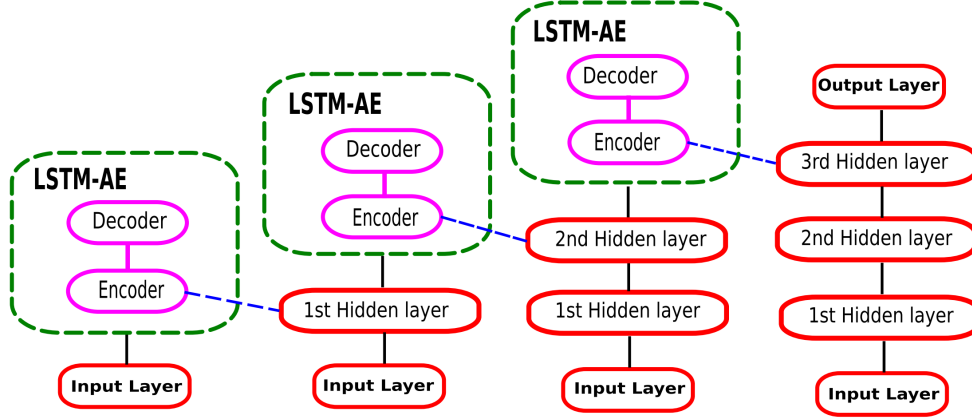 LSTM-AE
Decoder
Encoder
Input Layer
LSTM-AE
Decoder
Encoder
1st Hidden layer
Input Layer
LSTM-AE
Decoder
Encoder
2nd Hidden layer
1st Hidden layer
Input Layer
Output Layer
3rd Hidden layer
2nd Hidden layer
1st Hidden layer
Input Layer